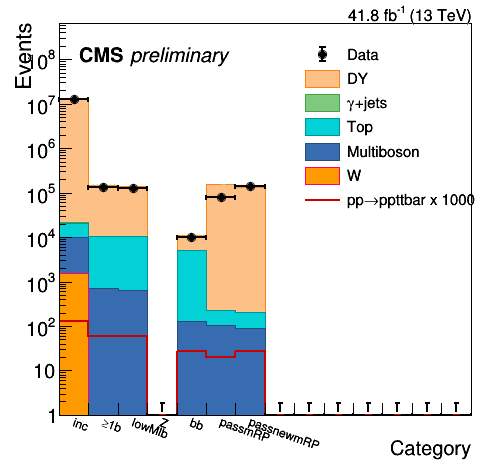 41.8 fb⁻¹ (13 TeV)
Events
CMS preliminary
Data
DY
γ+jets
Top
Multiboson
W
pp→ppttbar x 1000
10⁸
10⁷
10⁶
10⁵
10⁴
10³
10²
10
1
inc
≥1b
lowMlb
Z
bb
passmRP
passnewmRP
Category